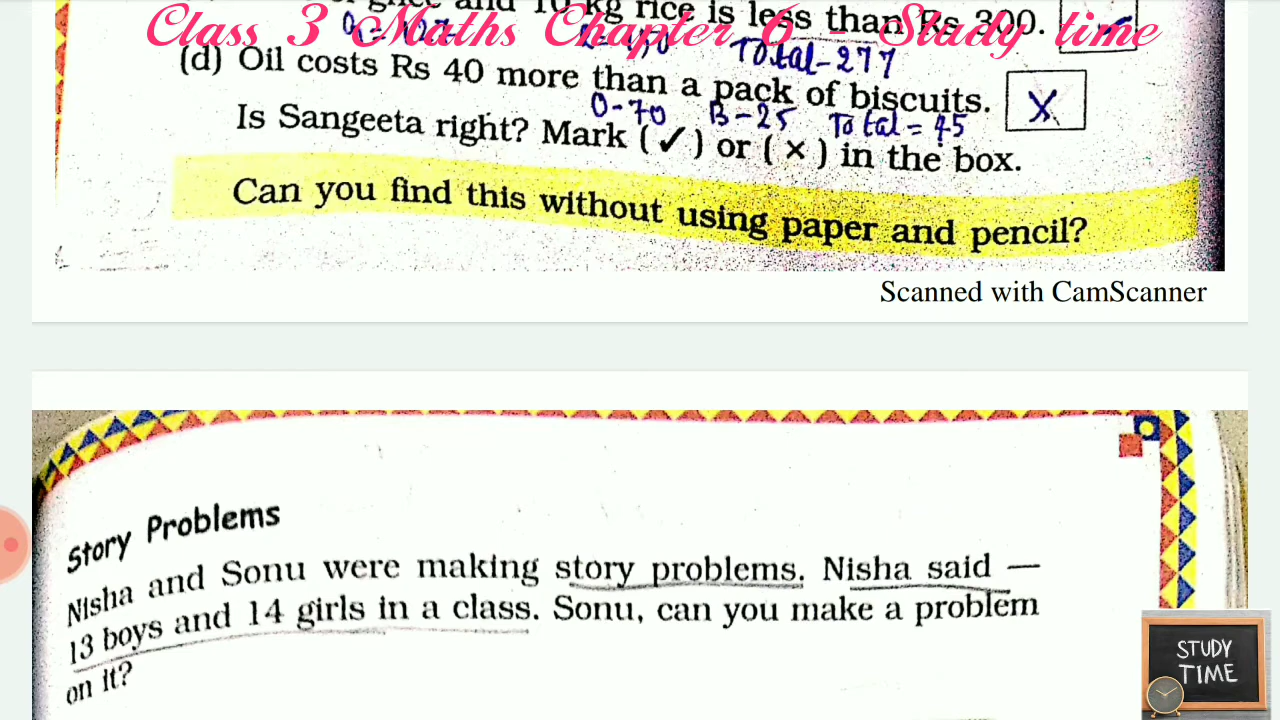 Class 3 Maths Chapter 6 - Study time
and 10 kg rice is less than Rs 300.
Total-277
(d) Oil costs Rs 40 more than a pack of biscuits. X
O-70 B-25 Total = 45
Is Sangeeta right? Mark (✓) or (×) in the box.
Can you find this without using paper and pencil?
Scanned with CamScanner
Story Problems
Nisha and Sonu were making story problems. Nisha said —
13 boys and 14 girls in a class. Sonu, can you make a problem
on it?
STUDY
TIME